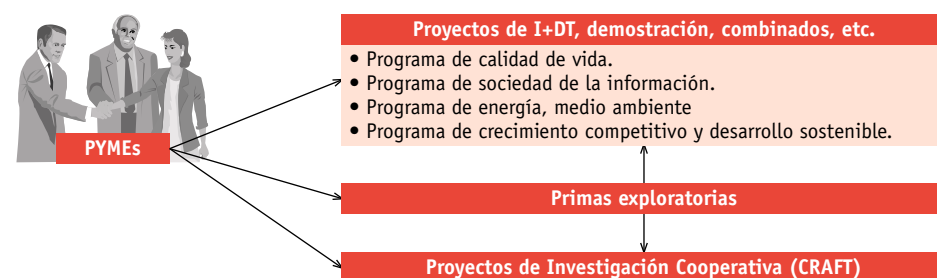 Proyectos de I+DT, demostración, combinados, etc.
• Programa de calidad de vida.
• Programa de sociedad de la información.
• Programa de energía, medio ambiente
• Programa de crecimiento competitivo y desarrollo sostenible.
PYMEs
Primas exploratorias
Proyectos de Investigación Cooperativa (CRAFT)